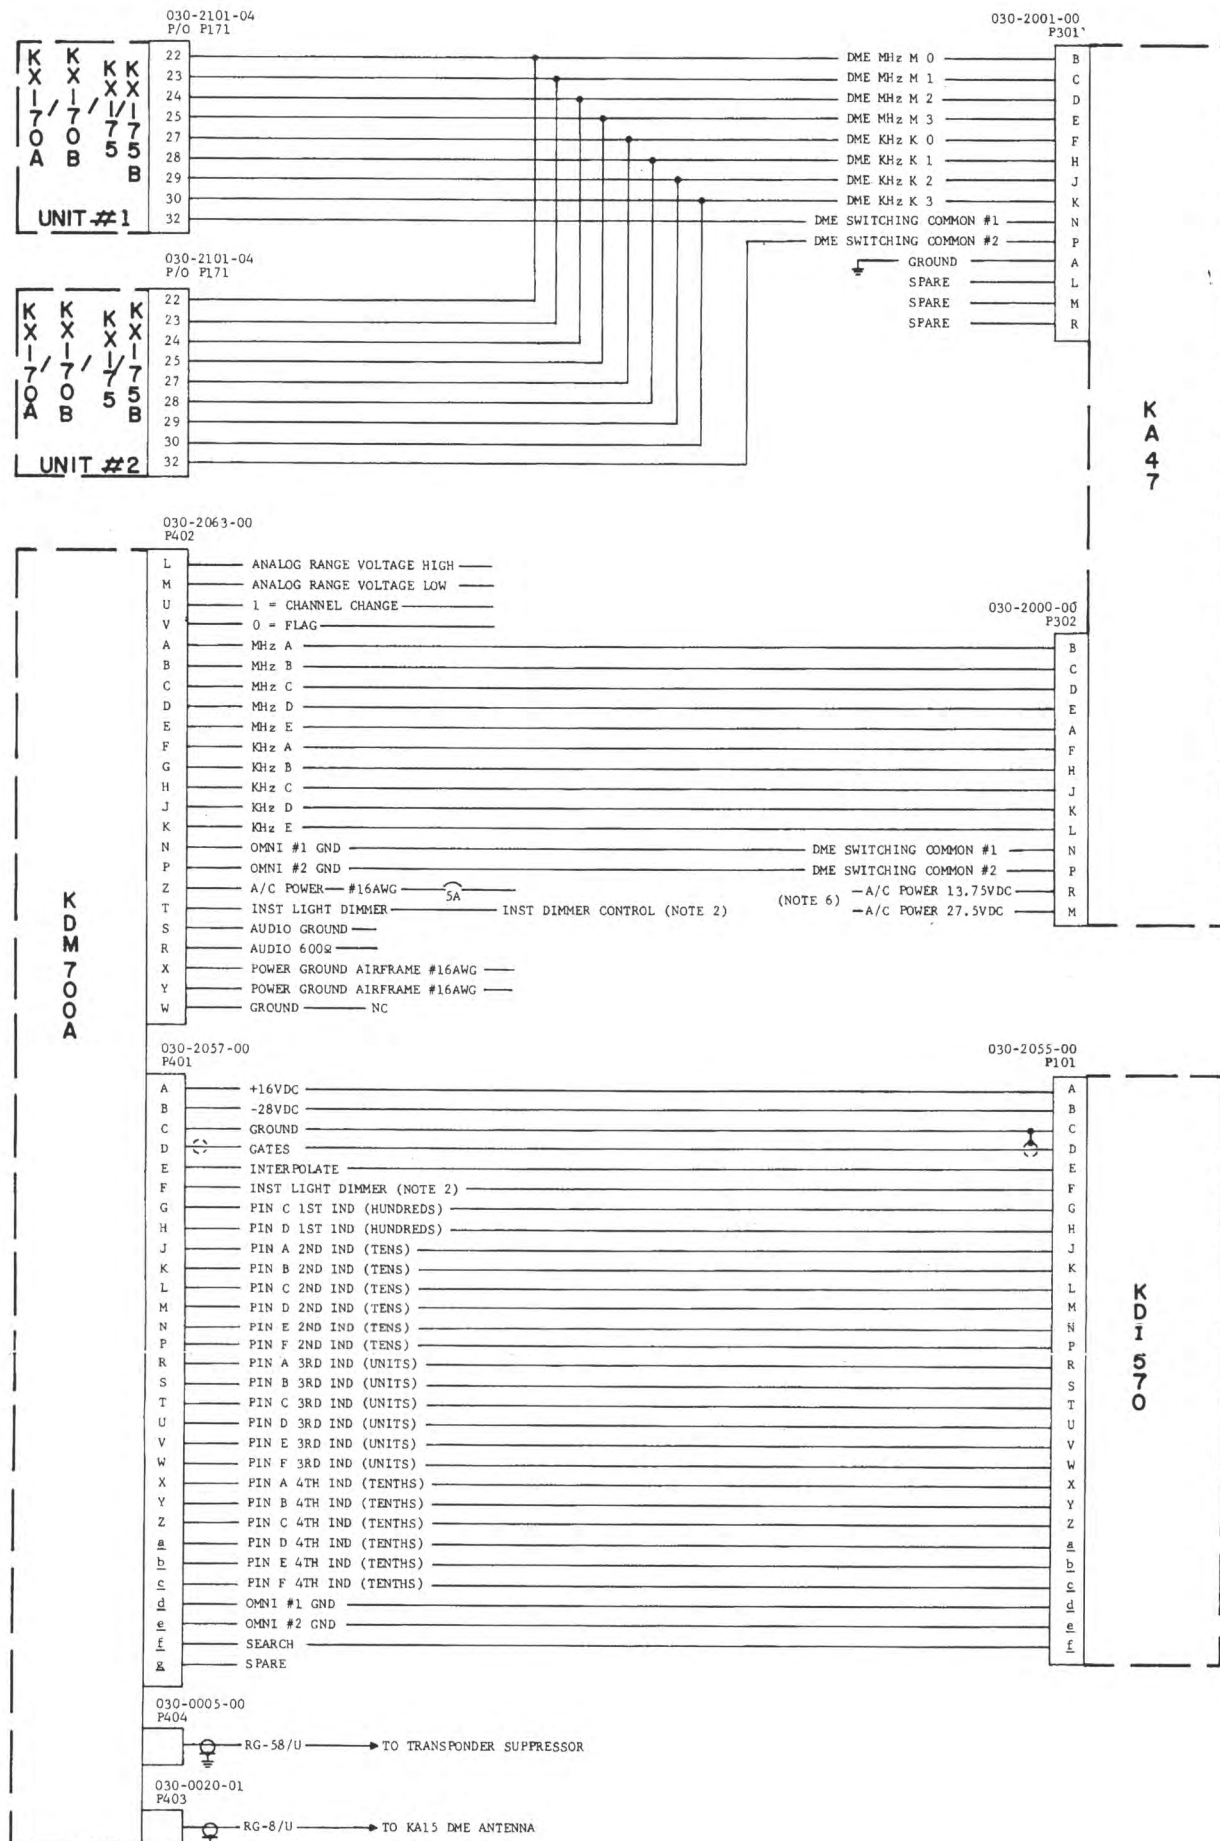 030-2101-04
P/O P171
KX-170A / KX-170B / KX-175 / KX-175B
UNIT #1
22
23
24
25
27
28
29
30
32
030-2001-00
P301
DME MHz M 0 B
DME MHz M 1 C
DME MHz M 2 D
DME MHz M 3 E
DME KHz K 0 F
DME KHz K 1 H
DME KHz K 2 J
DME KHz K 3 K
DME SWITCHING COMMON #1 N
DME SWITCHING COMMON #2 P
GROUND A
SPARE L
SPARE M
SPARE R
030-2101-04
P/O P171
KX-170A / KX-170B / KX-175 / KX-175B
UNIT #2
22
23
24
25
27
28
29
30
32
KA47
030-2063-00
P402
030-2000-00
P302
L ANALOG RANGE VOLTAGE HIGH
M ANALOG RANGE VOLTAGE LOW
U 1 = CHANNEL CHANGE
V 0 = FLAG
A MHz A B
B MHz B C
C MHz C D
D MHz D E
E MHz E A
F KHz A F
G KHz B H
H KHz C J
J KHz D K
K KHz E L
N OMNI #1 GND DME SWITCHING COMMON #1 N
P OMNI #2 GND DME SWITCHING COMMON #2 P
Z A/C POWER #16AWG 5A (NOTE 6) A/C POWER 13.75VDC R
T INST LIGHT DIMMER INST DIMMER CONTROL (NOTE 2) A/C POWER 27.5VDC M
S AUDIO GROUND
R AUDIO 600Ω
X POWER GROUND AIRFRAME #16AWG
Y POWER GROUND AIRFRAME #16AWG
W GROUND NC
KDM700A
030-2057-00
P401
030-2055-00
P101
A +16VDC A
B -28VDC B
C GROUND C
D GATES D
E INTERPOLATE E
F INST LIGHT DIMMER (NOTE 2) F
G PIN C 1ST IND (HUNDREDS) G
H PIN D 1ST IND (HUNDREDS) H
J PIN A 2ND IND (TENS) J
K PIN B 2ND IND (TENS) K
L PIN C 2ND IND (TENS) L
M PIN D 2ND IND (TENS) M
N PIN E 2ND IND (TENS) N
P PIN F 2ND IND (TENS) P
R PIN A 3RD IND (UNITS) R
S PIN B 3RD IND (UNITS) S
T PIN C 3RD IND (UNITS) T
U PIN D 3RD IND (UNITS) U
V PIN E 3RD IND (UNITS) V
W PIN F 3RD IND (UNITS) W
X PIN A 4TH IND (TENTHS) X
Y PIN B 4TH IND (TENTHS) Y
Z PIN C 4TH IND (TENTHS) Z
a PIN D 4TH IND (TENTHS) a
b PIN E 4TH IND (TENTHS) b
c PIN F 4TH IND (TENTHS) c
d OMNI #1 GND d
e OMNI #2 GND e
f SEARCH f
g SPARE
KDI570
030-0005-00
P404
RG-58/U TO TRANSPONDER SUPPRESSOR
030-0020-01
P403
RG-8/U TO KA15 DME ANTENNA